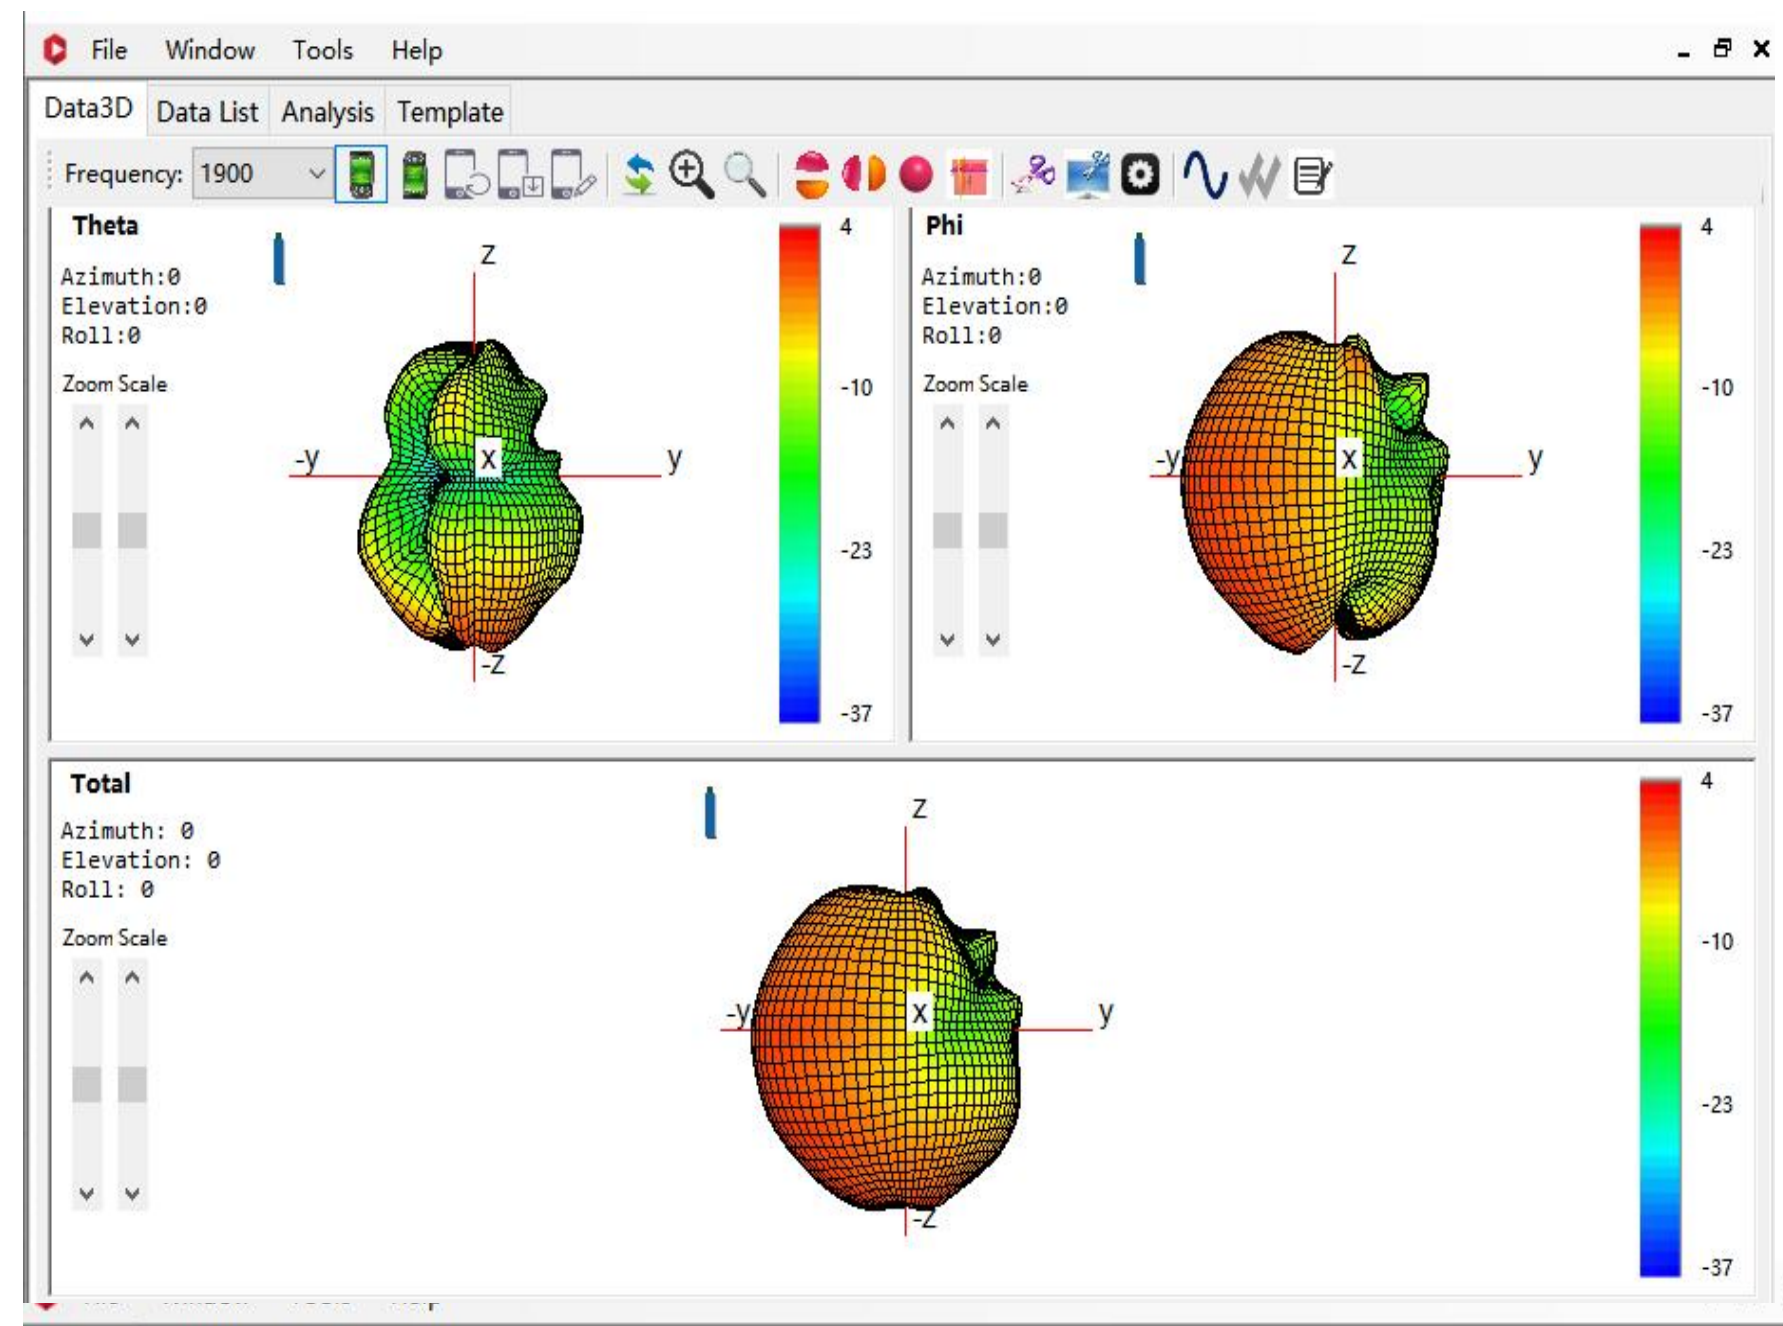 File Window Tools Help
Data3D Data List Analysis Template
Frequency: 1900
Theta
Azimuth:0
Elevation:0
Roll:0
Zoom Scale
z
-y
x
y
-z
4
-10
-23
-37
Phi
Azimuth:0
Elevation:0
Roll:0
Zoom Scale
z
-y
x
y
-z
4
-10
-23
-37
Total
Azimuth: 0
Elevation: 0
Roll: 0
Zoom Scale
z
-y
x
y
-z
4
-10
-23
-37